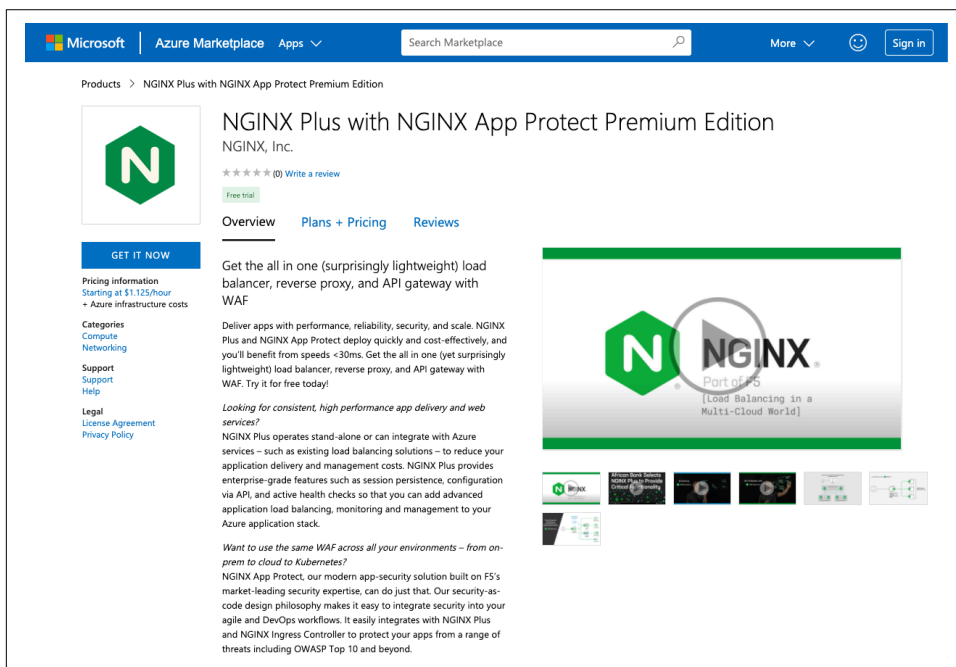 Microsoft
Azure Marketplace
Apps
Search Marketplace
More
Sign in
Products > NGINX Plus with NGINX App Protect Premium Edition
N
NGINX Plus with NGINX App Protect Premium Edition
NGINX, Inc.
(0) Write a review
Free trial
Overview
Plans + Pricing
Reviews
GET IT NOW
Pricing information
Starting at $1.125/hour
+ Azure infrastructure costs
Categories
Compute
Networking
Support
Support
Help
Legal
License Agreement
Privacy Policy
Get the all in one (surprisingly lightweight) load
balancer, reverse proxy, and API gateway with
WAF
Deliver apps with performance, reliability, security, and scale. NGINX
Plus and NGINX App Protect deploy quickly and cost-effectively, and
you'll benefit from speeds <30ms. Get the all in one (yet surprisingly
lightweight) load balancer, reverse proxy, and API gateway with
WAF. Try it for free today!
Looking for consistent, high performance app delivery and web
services?
NGINX Plus operates stand-alone or can integrate with Azure
services – such as existing load balancing solutions – to reduce your
application delivery and management costs. NGINX Plus provides
enterprise-grade features such as session persistence, configuration
via API, and active health checks so that you can add advanced
application load balancing, monitoring and management to your
Azure application stack.
Want to use the same WAF across all your environments – from on-
prem to cloud to Kubernetes?
NGINX App Protect, our modern app-security solution built on F5's
market-leading security expertise, can do just that. Our security-as-
code design philosophy makes it easy to integrate security into your
agile and DevOps workflows. It easily integrates with NGINX Plus
and NGINX Ingress Controller to protect your apps from a range of
threats including OWASP Top 10 and beyond.
N
NGINX
Part of F5
[Load Balancing in a
Multi-Cloud World]
NGINX
African Bank Selects
NGINX Plus to Provide
Critical Functionality